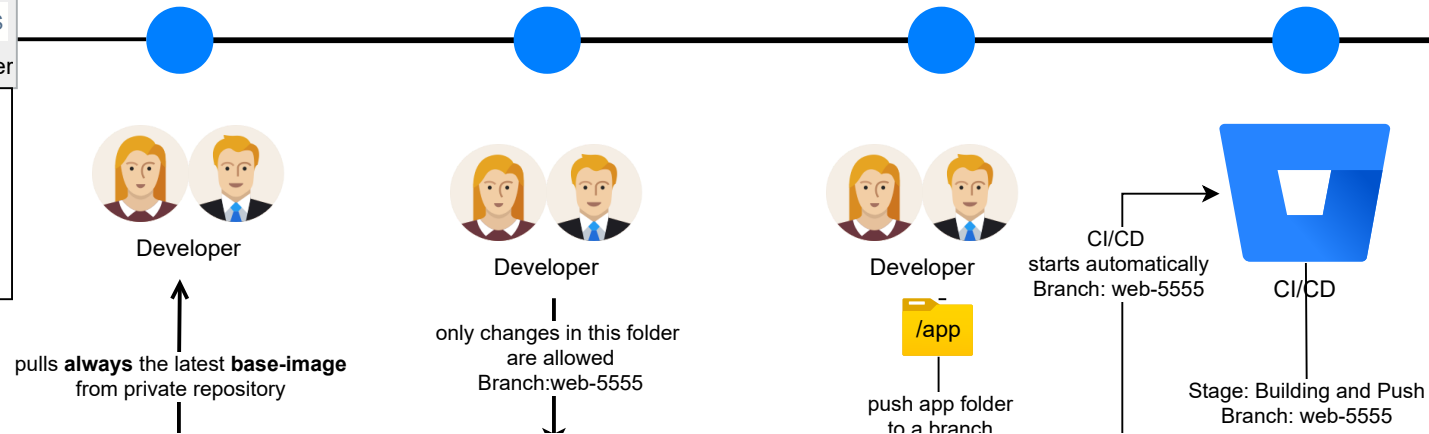 Developer
pulls always the latest base-image
from private repository
Developer
only changes in this folder
are allowed
Branch:web-5555
Developer
/app
push app folder
to a branch
CI/CD
starts automatically
Branch: web-5555
CI/CD
Stage: Building and Push
Branch: web-5555